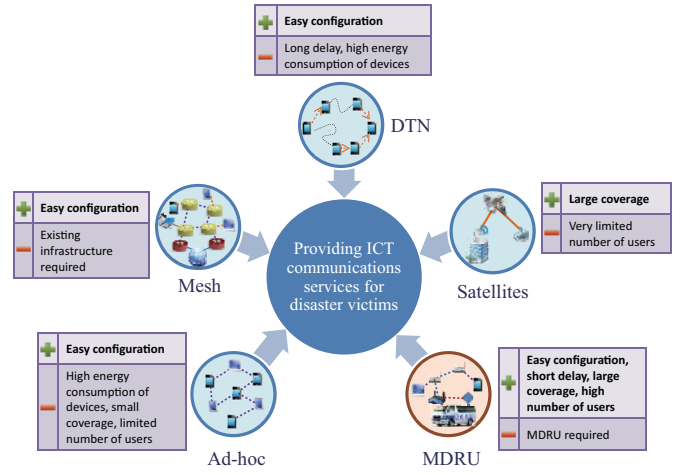 Easy configuration
Long delay, high energy
consumption of devices
DTN
Easy configuration
Existing
infrastructure
required
Mesh
Large coverage
Very limited
number of users
Satellites
Providing ICT
communications
services for
disaster victims
Easy configuration
High energy
consumption of
devices, small
coverage, limited
number of users
Ad-hoc
Easy configuration,
short delay, large
coverage, high
number of users
MDRU required
MDRU